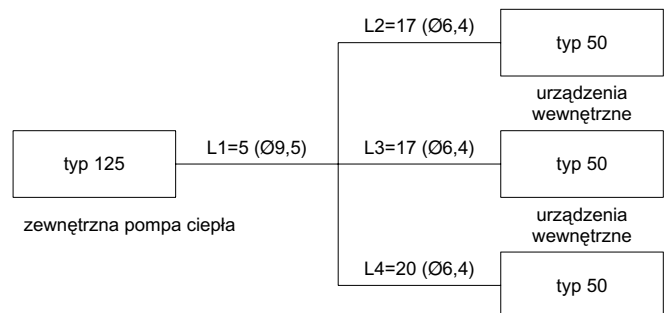 L2=17 (Ø6,4)
typ 50
urządzenia
wewnętrzne
typ 125
L1=5 (Ø9,5)
L3=17 (Ø6,4)
typ 50
zewnętrzna pompa ciepła
urządzenia
wewnętrzne
L4=20 (Ø6,4)
typ 50